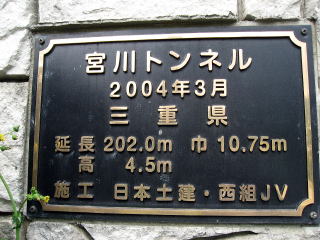 宮川トンネル
2004年3月
三重県
延長 202.0m 巾 10.75m
高 4.5m
施工 日本土建・西組JV